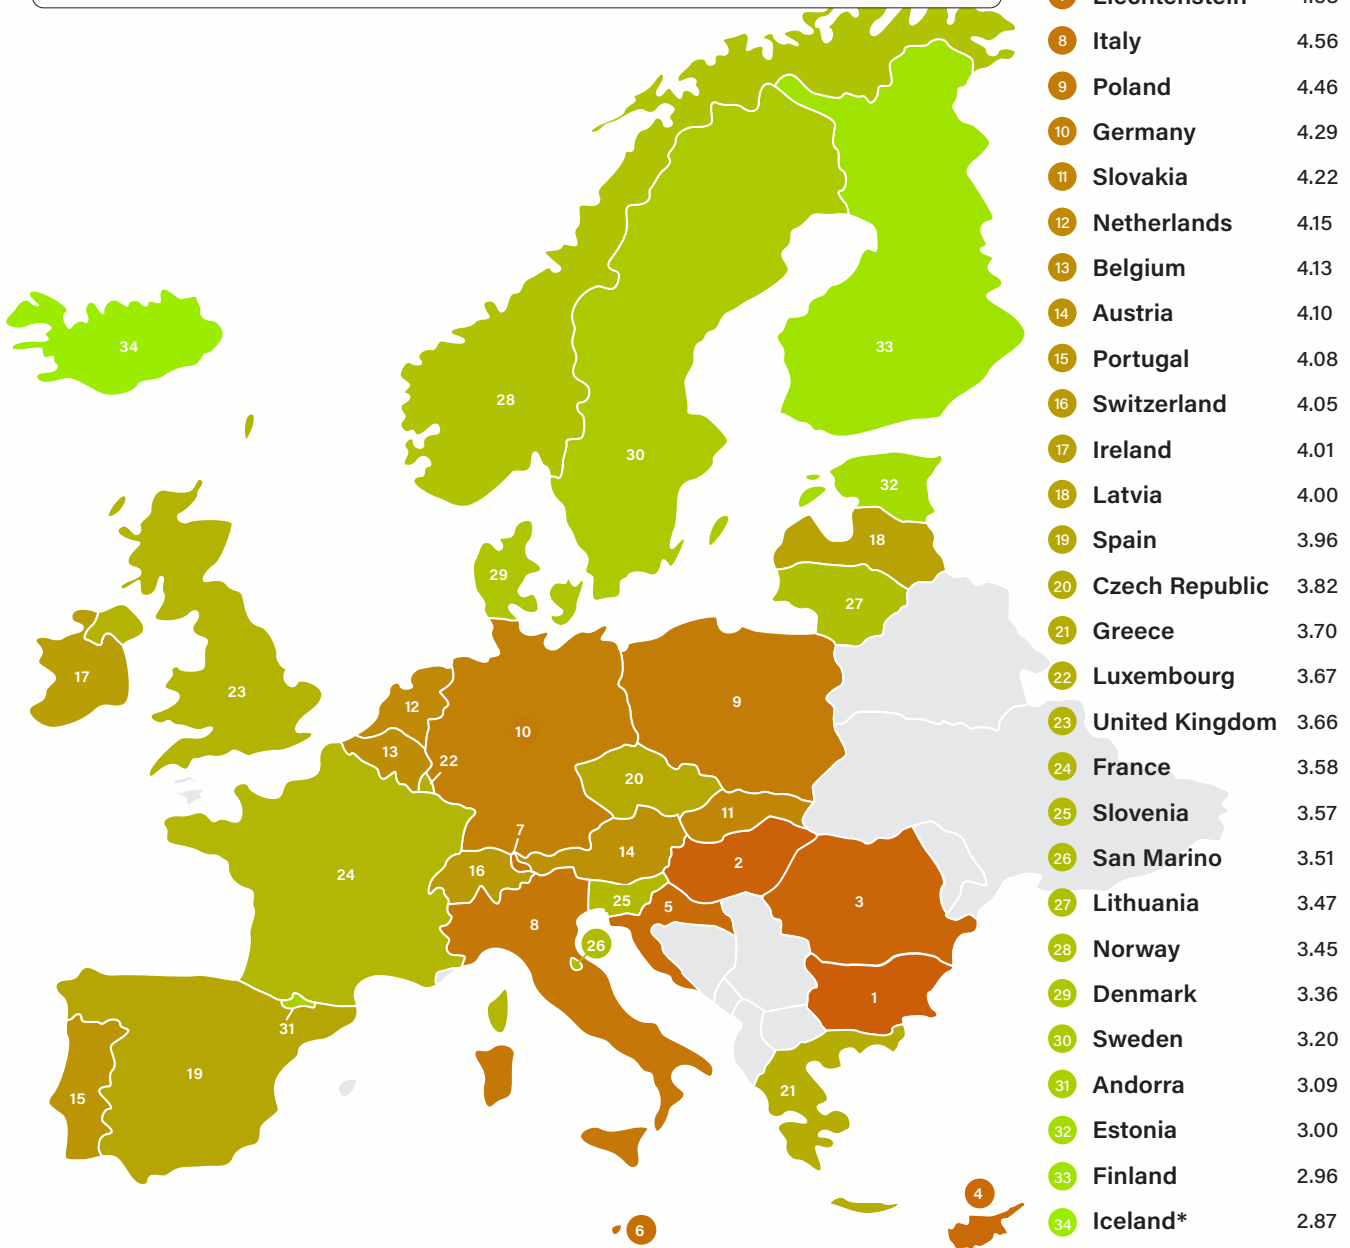 8 Italy 4.56
9 Poland 4.46
10 Germany 4.29
11 Slovakia 4.22
12 Netherlands 4.15
13 Belgium 4.13
14 Austria 4.10
15 Portugal 4.08
16 Switzerland 4.05
17 Ireland 4.01
18 Latvia 4.00
19 Spain 3.96
20 Czech Republic 3.82
21 Greece 3.70
22 Luxembourg 3.67
23 United Kingdom 3.66
24 France 3.58
25 Slovenia 3.57
26 San Marino 3.51
27 Lithuania 3.47
28 Norway 3.45
29 Denmark 3.36
30 Sweden 3.20
31 Andorra 3.09
32 Estonia 3.00
33 Finland 2.96
34 Iceland* 2.87
34
33
28
30
32
18
29
27
17
23
12
9
10
13
22
20
11
7
14
2
16
24
25
5
3
8
26
1
31
19
21
15
4
6